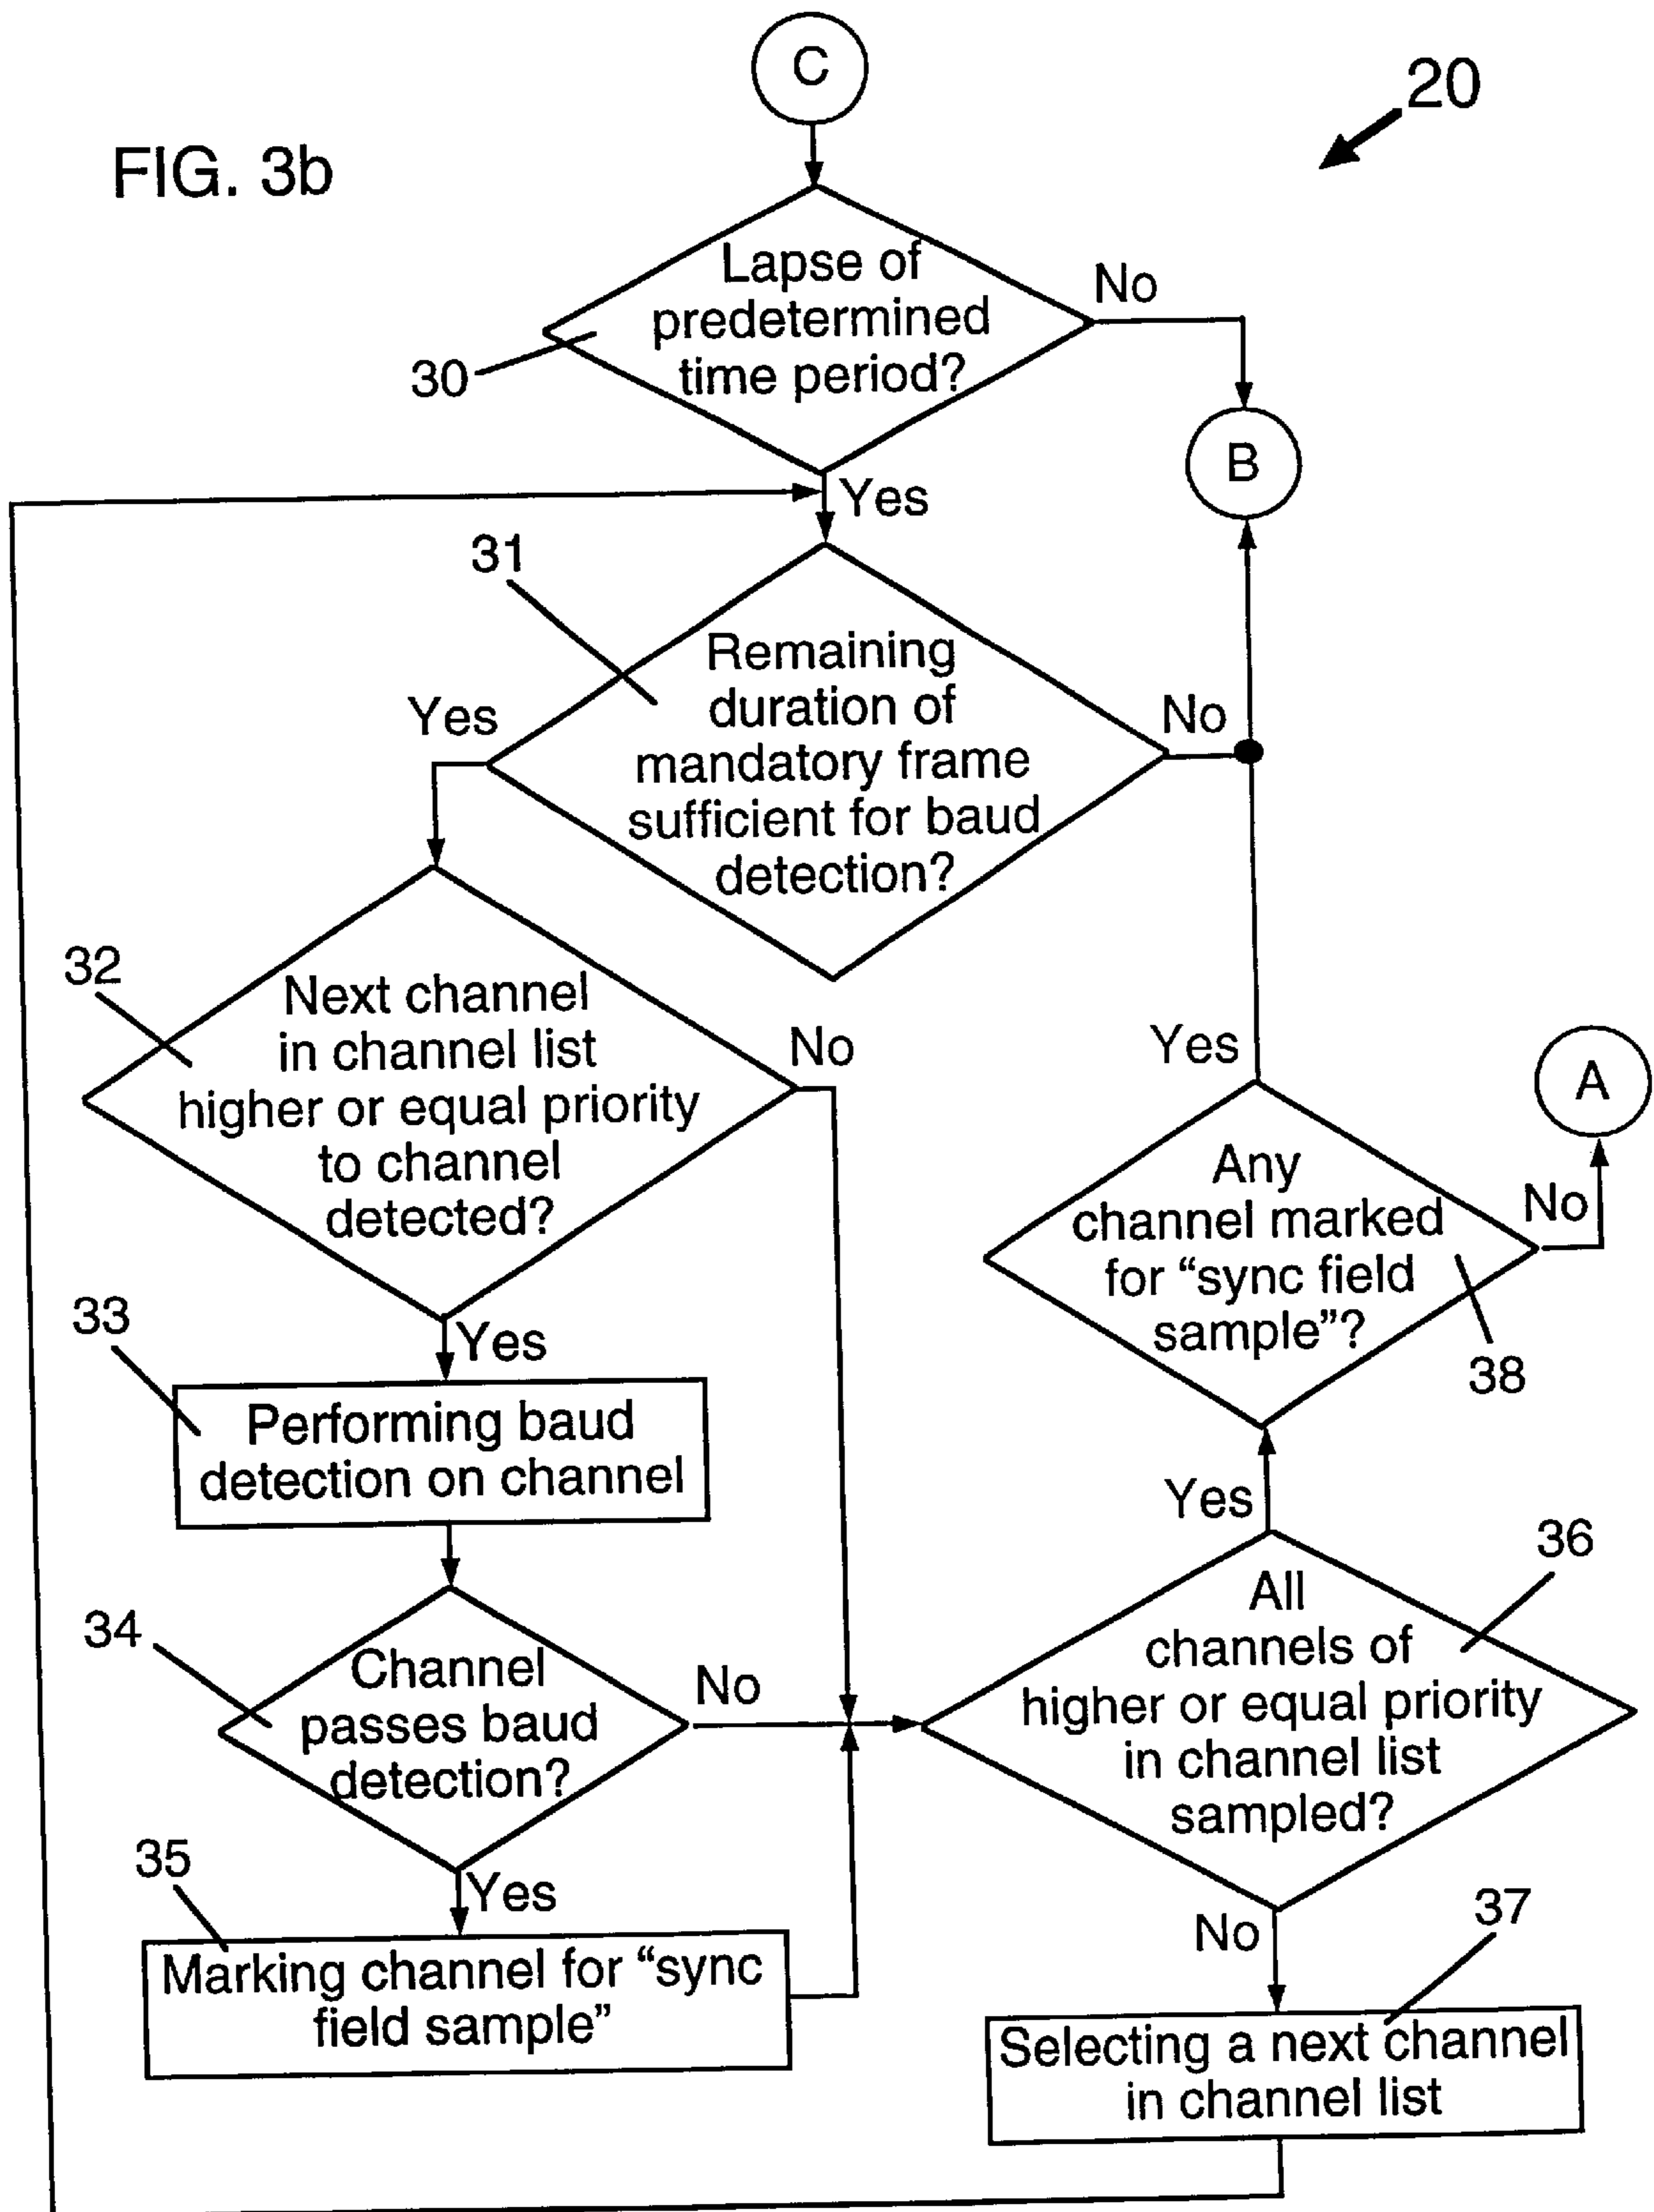 C
20
FIG. 3b
Lapse of
predetermined
time period?
No
30
B
Yes
31
Remaining
duration of
mandatory frame
sufficient for baud
detection?
Yes
No
32
Next channel
in channel list
higher or equal priority
to channel
detected?
No
Yes
A
Any
channel marked
for “sync field
sample”?
No
38
33
Yes
Performing baud
detection on channel
Yes
36
34
Channel
passes baud
detection?
No
All
channels of
higher or equal priority
in channel list
sampled?
35
Yes
Marking channel for “sync
field sample”
No
37
Selecting a next channel
in channel list